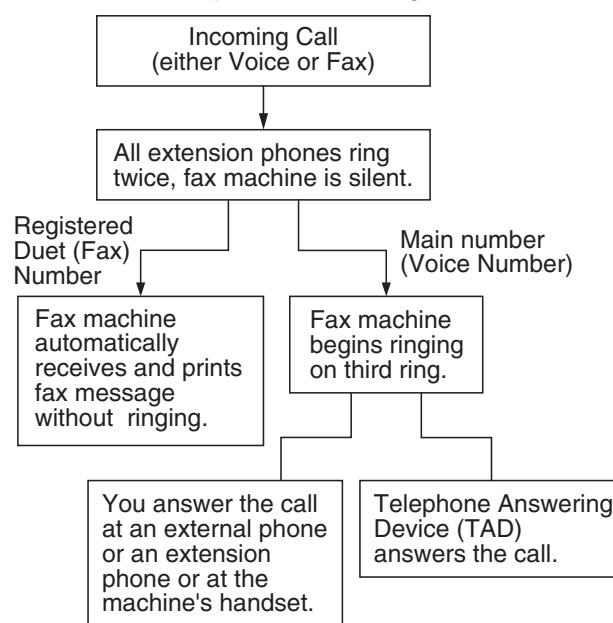 Incoming Call
(either Voice or Fax)
All extension phones ring
twice, fax machine is silent.
Registered
Duet (Fax)
Number
Main number
(Voice Number)
Fax machine
automatically
receives and prints
fax message
without ringing.
Fax machine
begins ringing
on third ring.
You answer the call
at an external phone
or an extension
phone or at the
machine's handset.
Telephone Answering
Device (TAD)
answers the call.